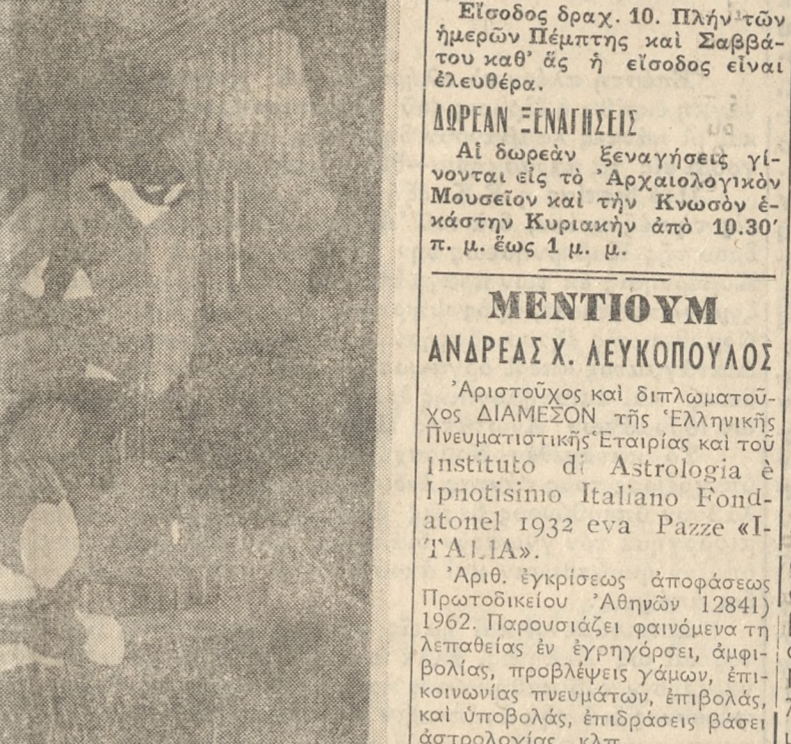 Εἴσοδος δραχ. 10. Πλήν τῶν
ἡμερῶν Πέμπτης καὶ Σαββά-
του καθ' ἅς ἡ εἴσοδος εἶναι
ἐλευθέρα.
ΔΩΡΕΑΝ ΞΕΝΑΓΗΣΕΙΣ
Αἱ δωρεὰν ξεναγήσεις γί-
νονται εἰς τὸ Ἀρχαιολογικὸν
Μουσεῖον καὶ τὴν Κνωσὸν ἑ-
κάστην Κυριακὴν ἀπὸ 10.30'
π. μ. ἕως 1 μ. μ.
ΜΕΝΤΙΟΥΜ
ΑΝΔΡΕΑΣ Χ. ΛΕΥΚΟΠΟΥΛΟΣ
Ἀριστοῦχος καὶ διπλωματοῦ-
χος ΔΙΑΜΕΣΟΝ τῆς Ἑλληνικῆς
Πνευματιστικῆς Ἑταιρίας καὶ τοῦ
Instituto di Astrologia è
Ipnotisimo Italiano Fond-
atonel 1932 eva Pazze «I-
TALIA».
Ἀριθ. ἐγκρίσεως ἀποφάσεως
Πρωτοδικείου Ἀθηνῶν 12841)
1962. Παρουσιάζει φαινόμενα τη
λεπαθείας ἐν ἐγρηγόρσει, ἀμφι-
βολίας, προβλέψεις γάμων, ἐπι-
κοινωνίας πνευμάτων, ἐπιβολάς,
καὶ ὑποβολάς, ἐπιδράσεις βάσει
ἀστρολογίας κλπ.